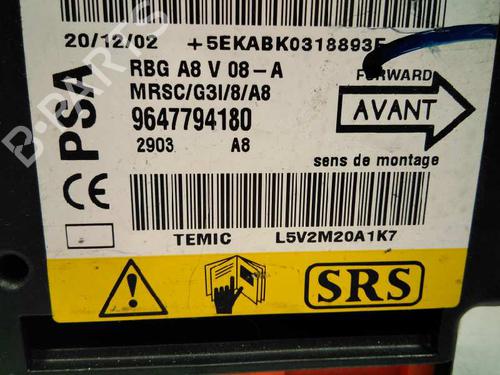 20/12/02 +5EKABK0318893E
RBG A8 V 08-A
MRSC/G3I/8/A8
9647794180
2903 A8
FORWARD
AVANT
sens de montage
PSA
CE
TEMIC L5V2M20A1K7
SRS
B-PARTS